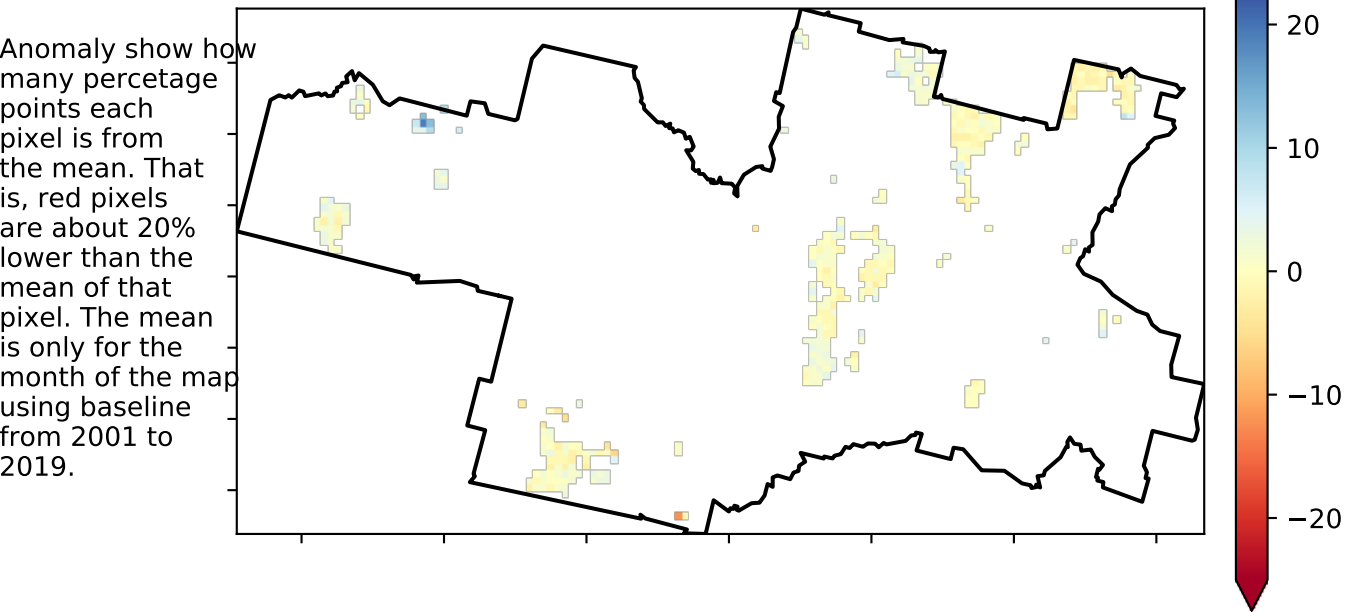 Anomaly show how
many percetage
points each
pixel is from
the mean. That
is, red pixels
are about 20%
lower than the
mean of that
pixel. The mean
is only for the
month of the map
using baseline
from 2001 to
2019.
20
10
0
−10
−20